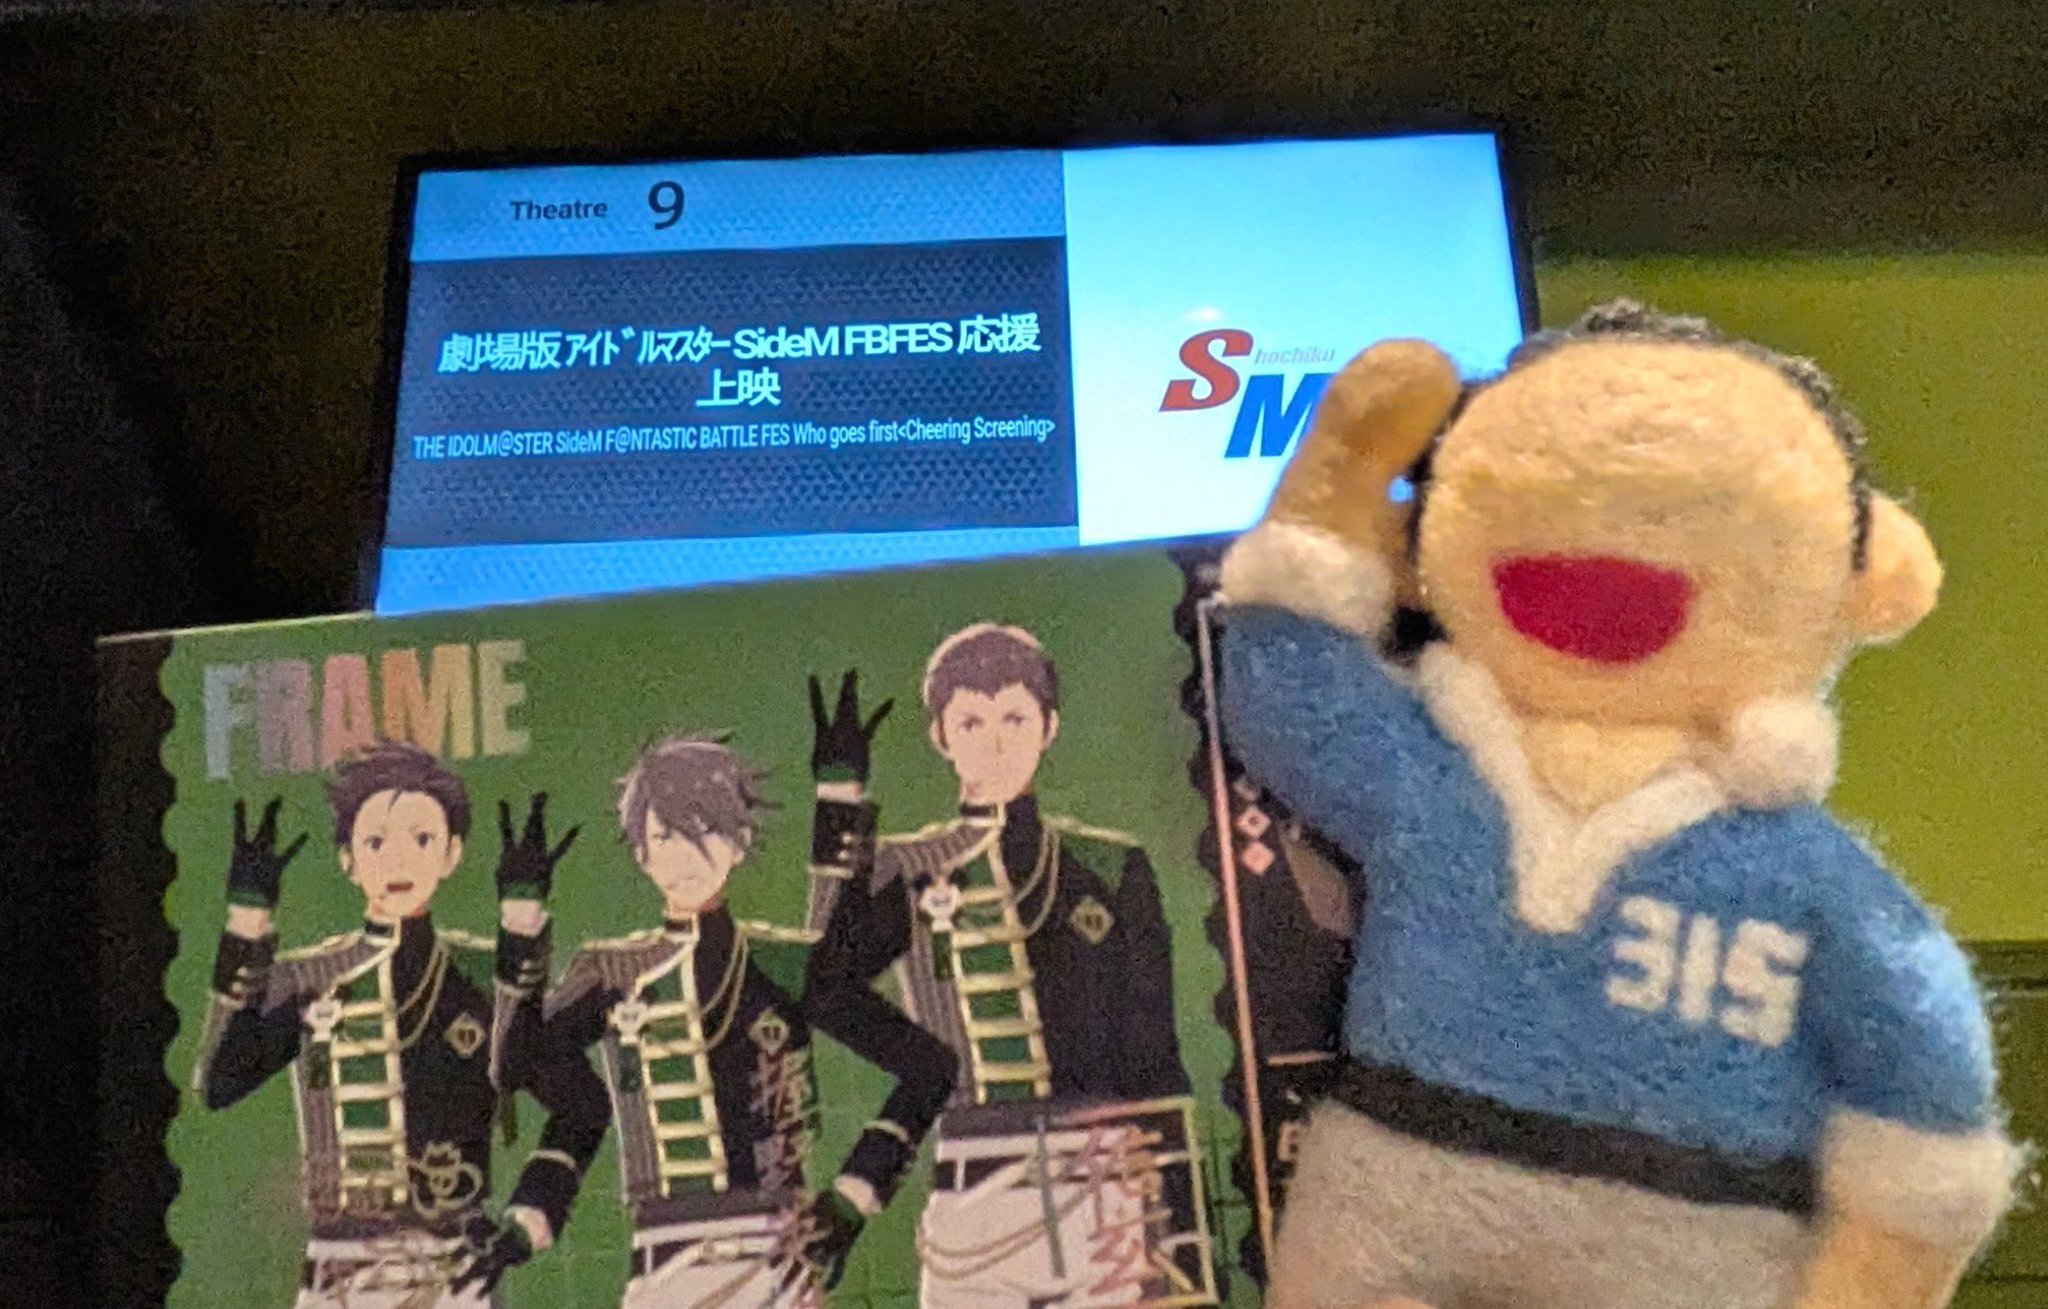 Theatre 9
劇場版 ｱｲﾄﾞﾙﾏｽﾀｰ SideM FBFES 応援
上映
THE IDOLM@STER SideM F@NTASTIC BATTLE FES Who goes first<Cheering Screening>
Shochiku
M
FRAME
315